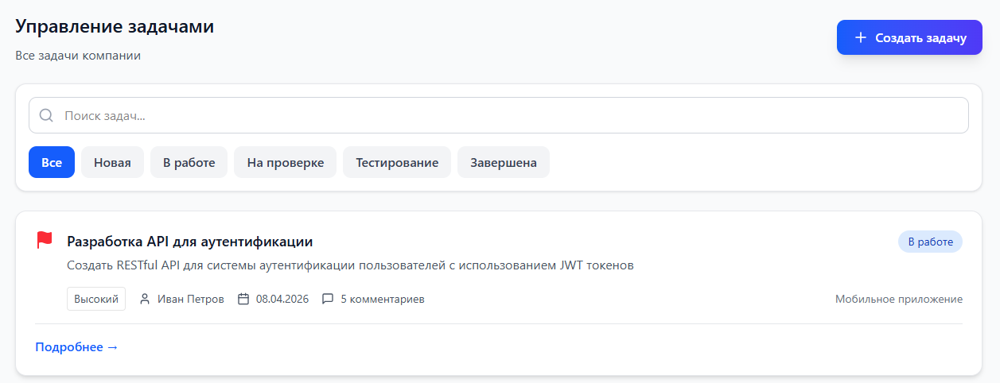 Управление задачами
Все задачи компании
Создать задачу
Поиск задач...
Все Новая В работе На проверке Тестирование Завершена
Разработка API для аутентификации
В работе
Создать RESTful API для системы аутентификации пользователей с использованием JWT токенов
Высокий Иван Петров 08.04.2026 5 комментариев Мобильное приложение
Подробнее →